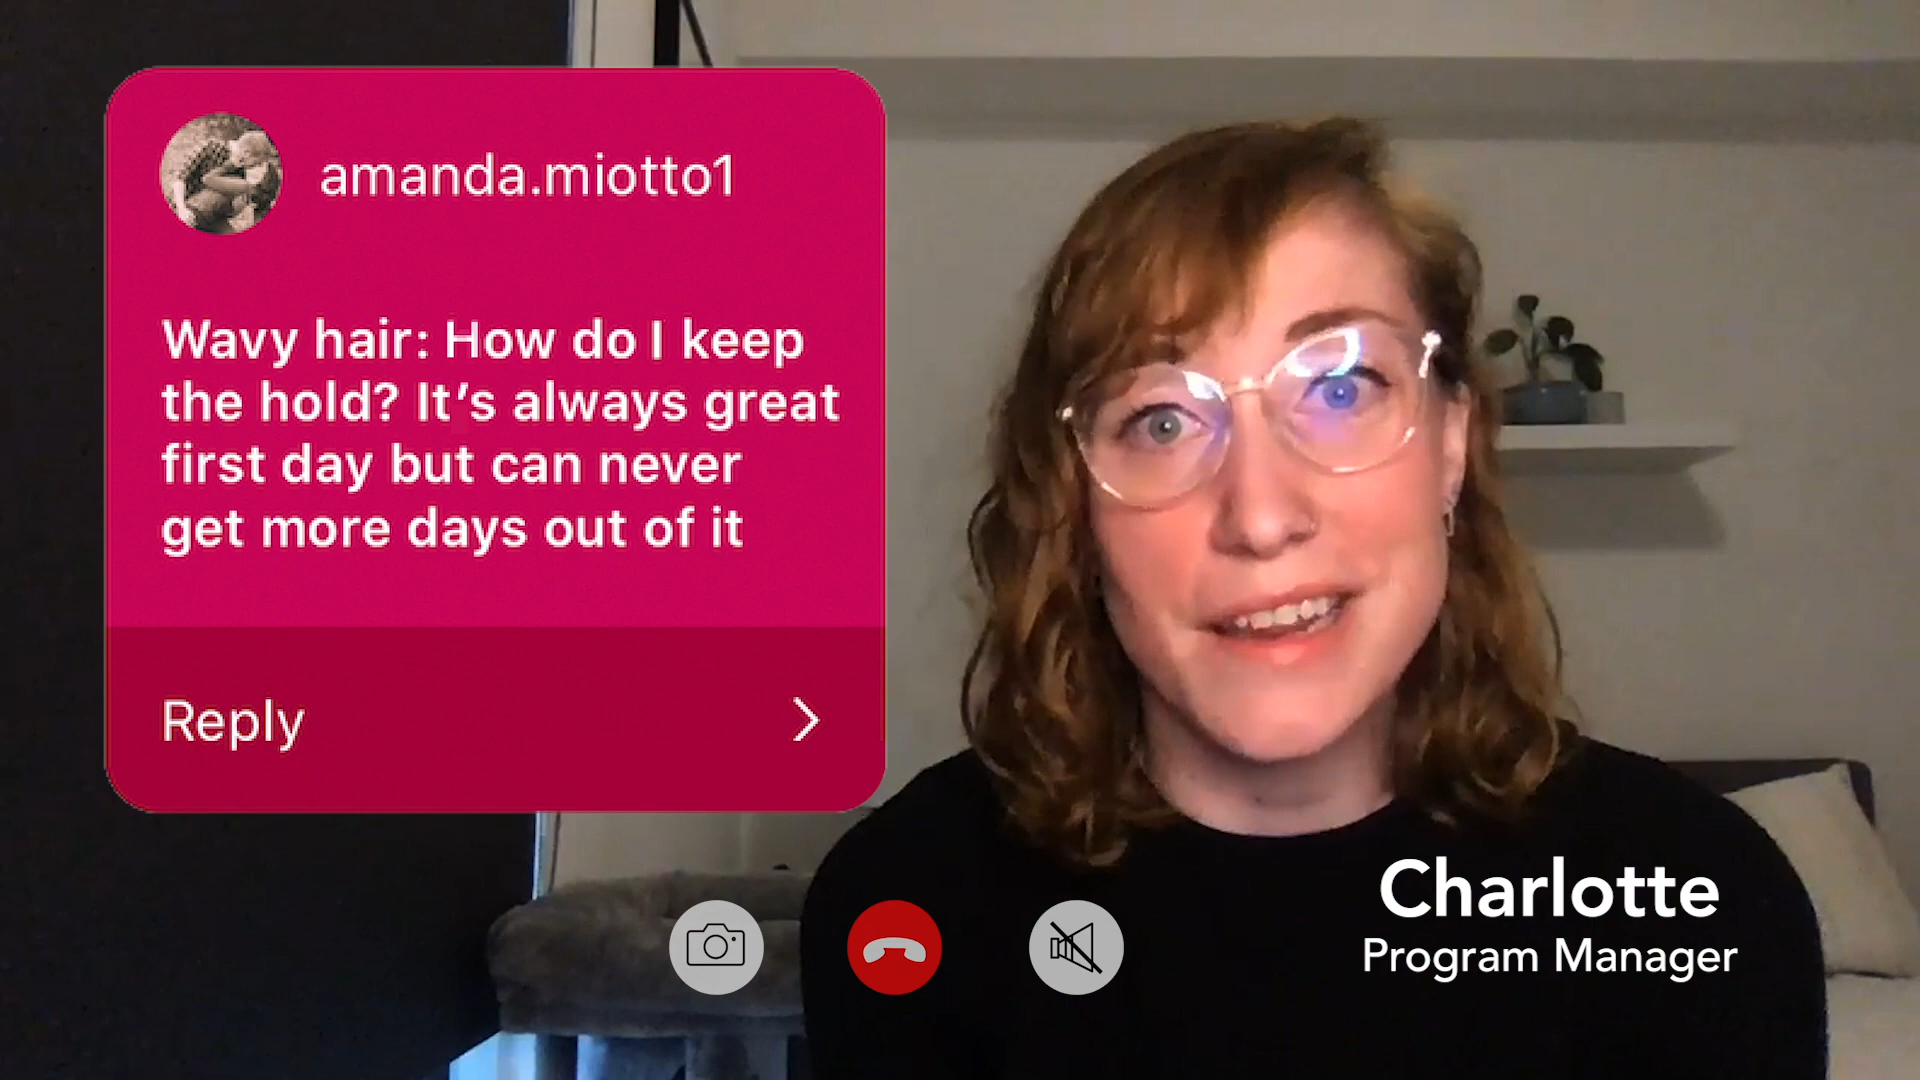 amanda.miotto1
Wavy hair: How do I keep
the hold? It’s always great
first day but can never
get more days out of it
Reply
Charlotte
Program Manager